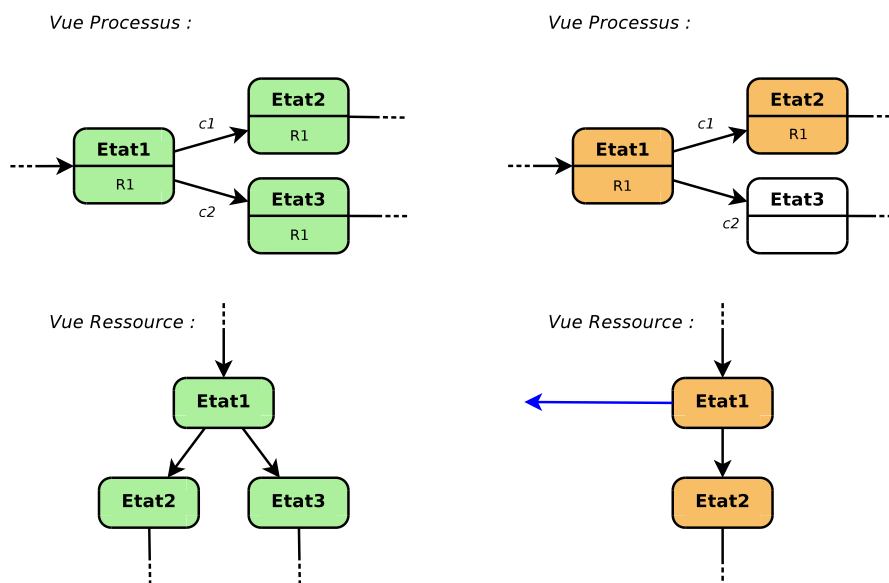 Vue Processus :
Etat1
R1
c1
c2
Etat2
R1
Etat3
R1
Vue Processus :
Etat1
R1
c1
c2
Etat2
R1
Etat3
Vue Ressource :
Etat1
Etat2
Etat3
Vue Ressource :
Etat1
Etat2